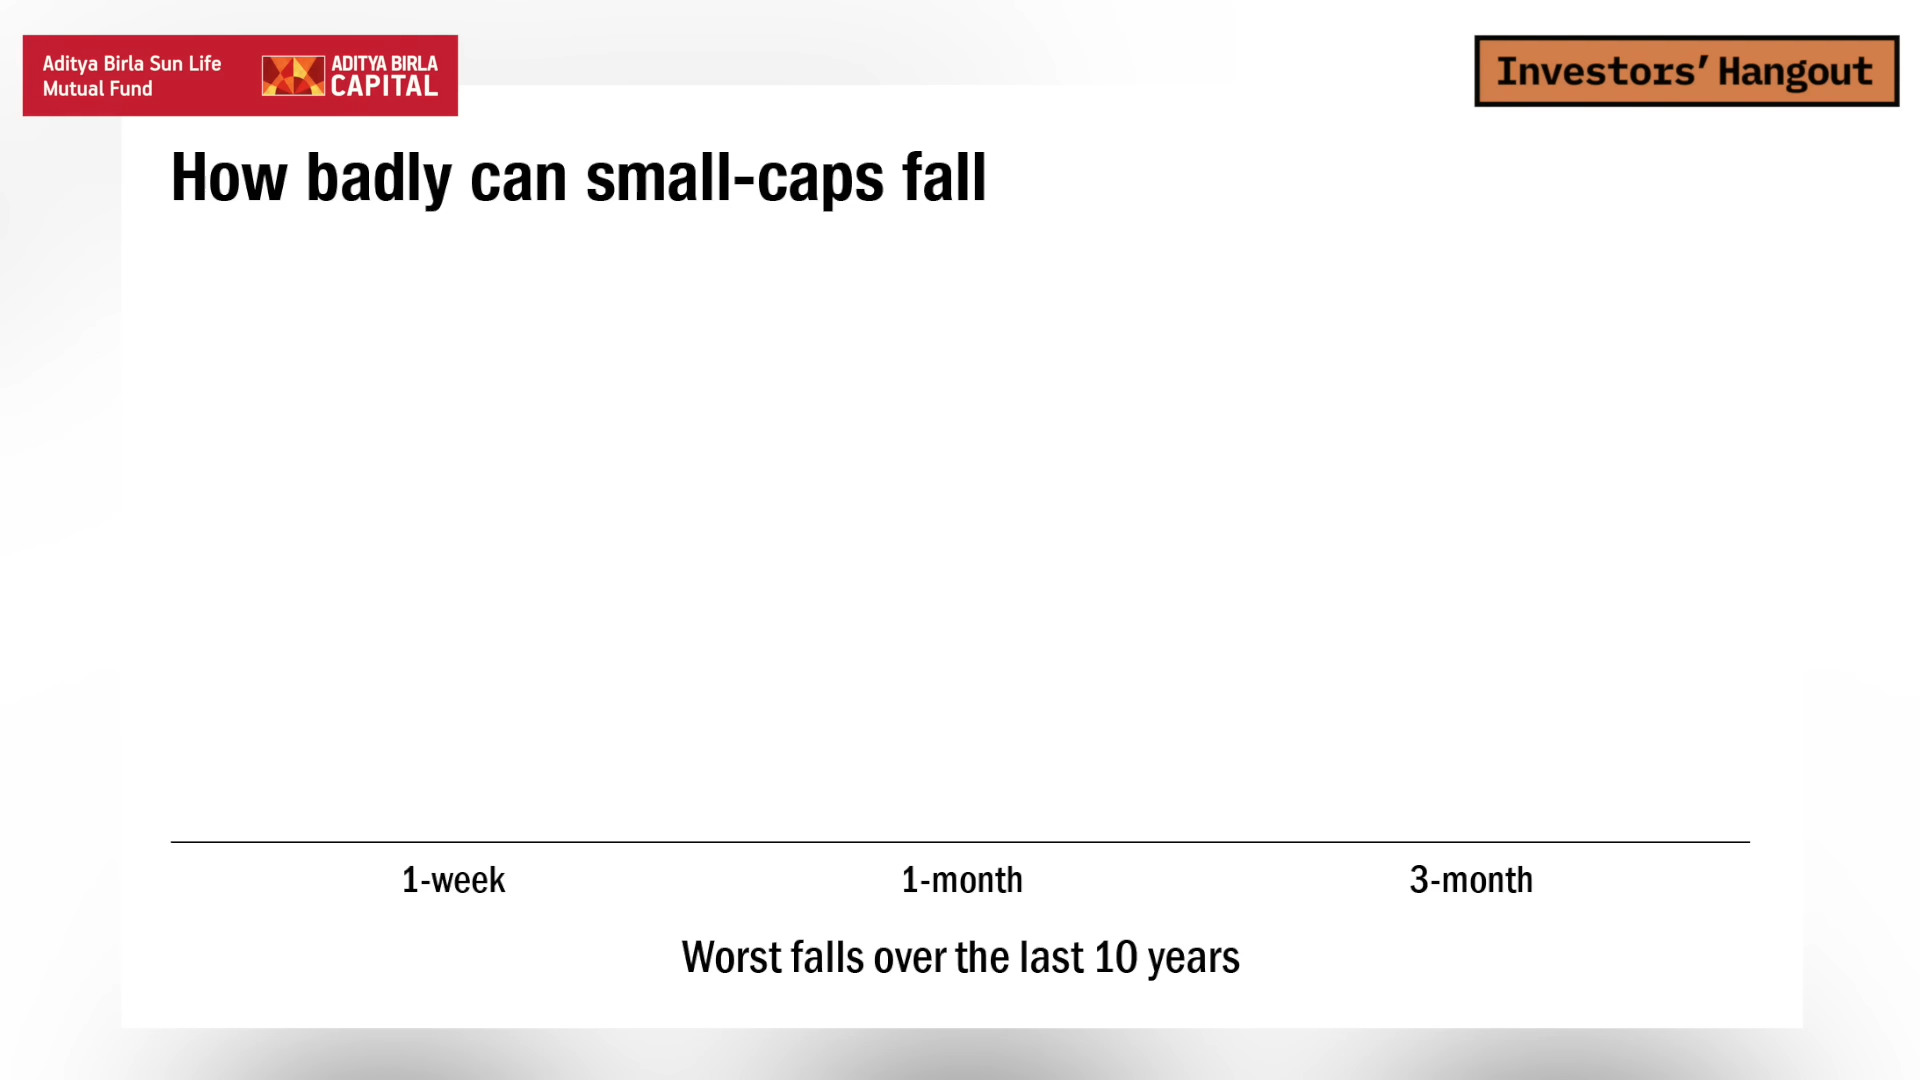 Aditya Birla Sun Life
Mutual Fund
ADITYA BIRLA
CAPITAL
Investors’ Hangout
How badly can small-caps fall
1-week
1-month
3-month
Worst falls over the last 10 years